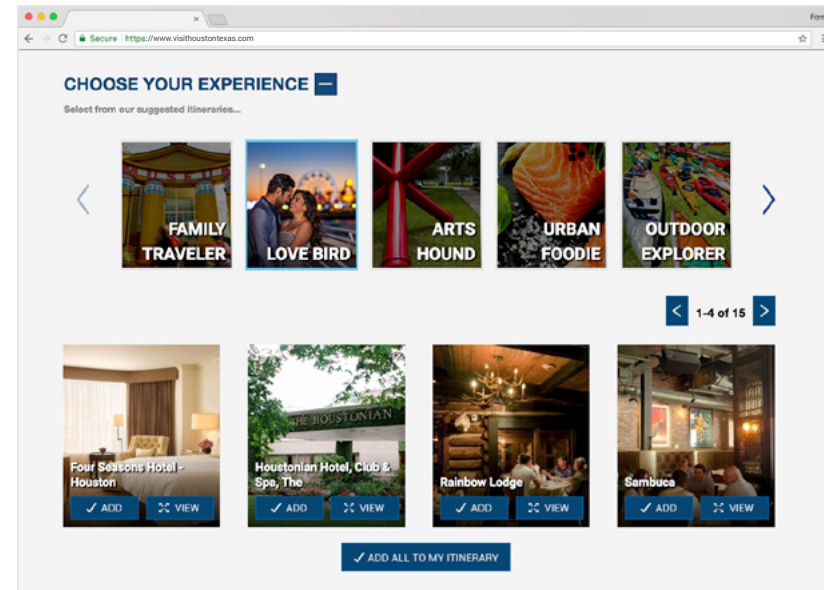 Secure https://www.visithoustontexas.com
CHOOSE YOUR EXPERIENCE
Select from our suggested itineraries...
FAMILY
TRAVELER
LOVE BIRD
ARTS
HOUND
URBAN
FOODIE
OUTDOOR
EXPLORER
1-4 of 15
Four Seasons Hotel -
Houston
ADD VIEW
THE HOUSTONIAN
Houstonian Hotel, Club &
Spa, The
ADD VIEW
Rainbow Lodge
ADD VIEW
Sambuca
ADD VIEW
ADD ALL TO MY ITINERARY